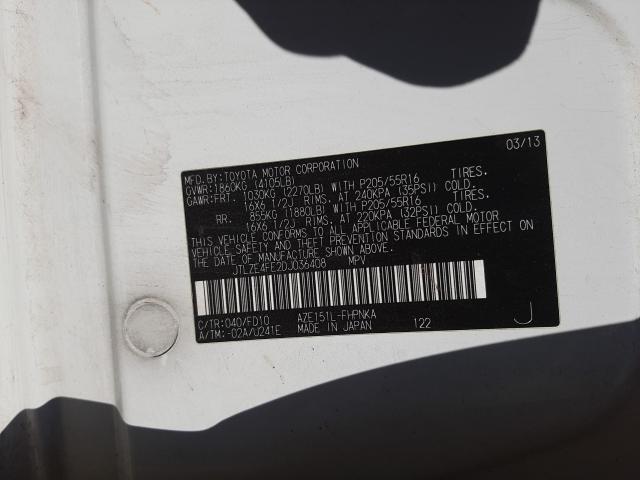 MFD.BY:TOYOTA MOTOR CORPORATION 03/13
GVWR:1860KG (4105LB)
GAWR:FRT. 1030KG (2270LB) WITH P205/55R16 TIRES.
16X6 1/2J RIMS, AT 240KPA (35PSI) COLD.
RR. 855KG (1880LB) WITH P205/55R16 TIRES.
16X6 1/2J RIMS, AT 220KPA (32PSI) COLD.
THIS VEHICLE CONFORMS TO ALL APPLICABLE FEDERAL MOTOR
VEHICLE SAFETY AND THEFT PREVENTION STANDARDS IN EFFECT ON
THE DATE OF MANUFACTURE SHOWN ABOVE.
JTLZE4FE2DJ036408 MPV
C/TR:040/FD10 AZE151L-FHPNKA
A/TM:-02A/U241E MADE IN JAPAN 122 J